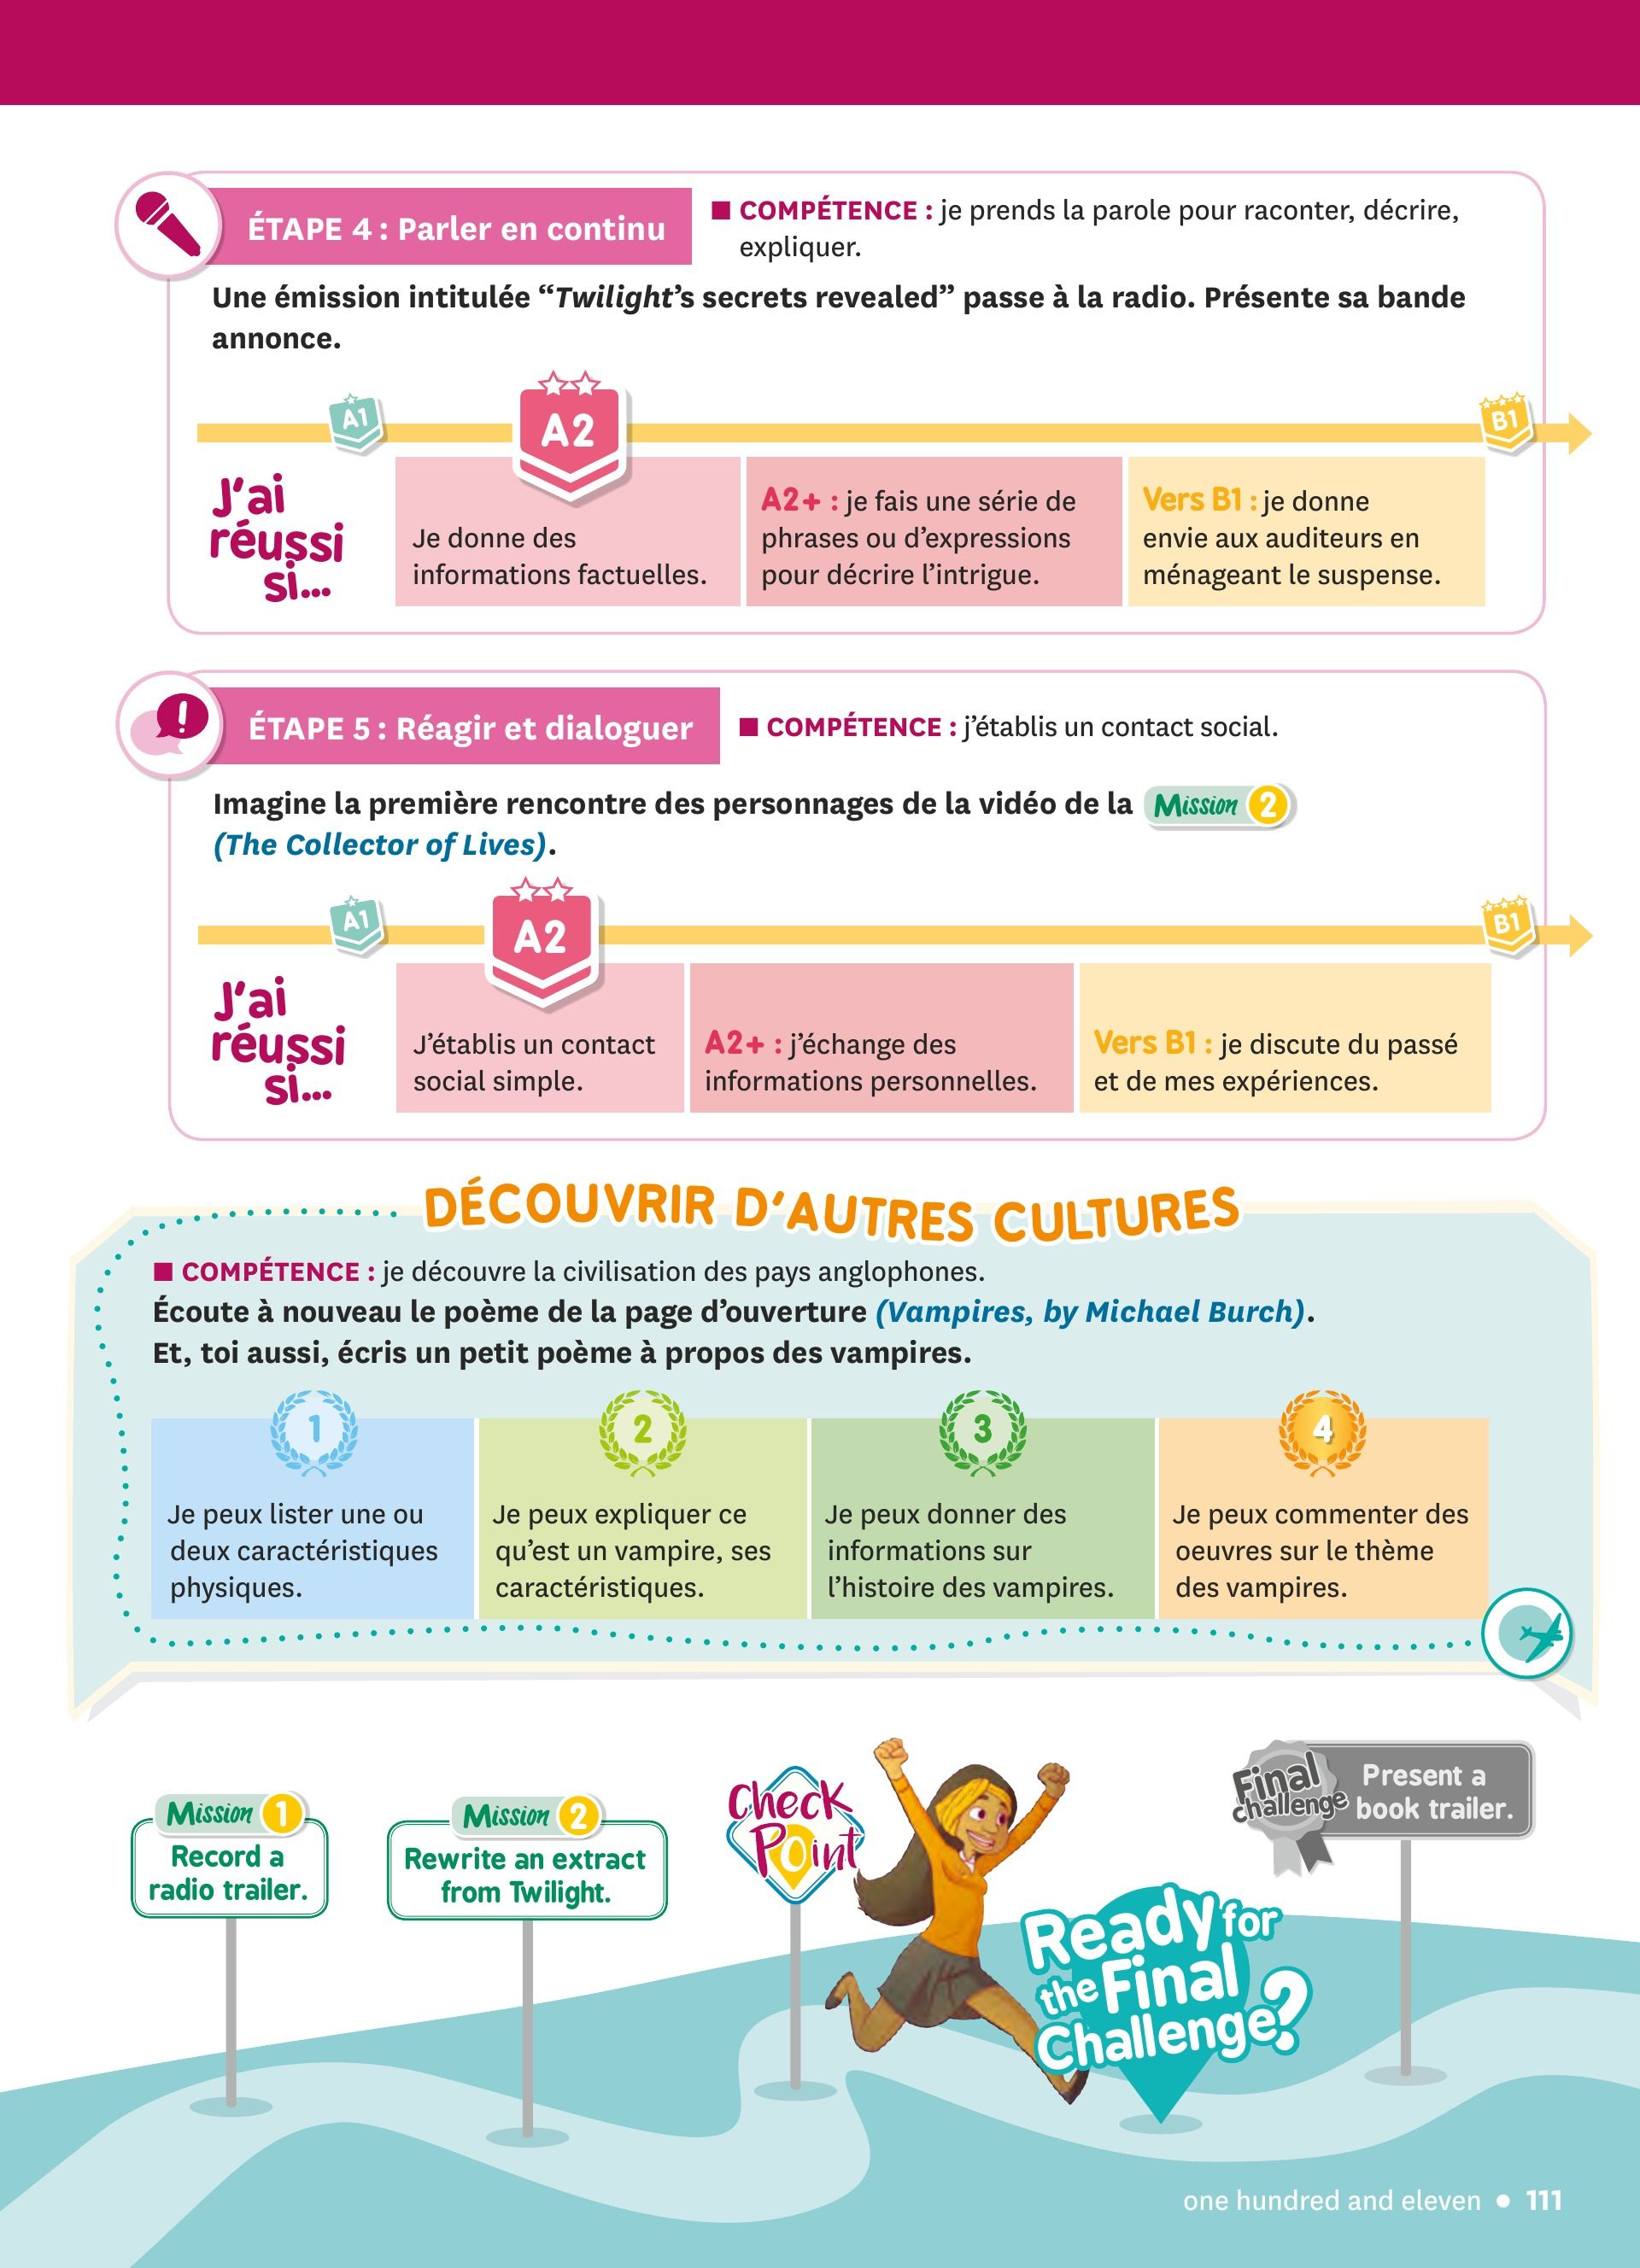 ÉTAPE 4 : Parler en continu
■ COMPÉTENCE : je prends la parole pour raconter, décrire,
expliquer.
Une émission intitulée “Twilight’s secrets revealed” passe à la radio. Présente sa bande
annonce.
A1
A2
B1
J’ai
réussi
si...
Je donne des
informations factuelles.
A2+ : je fais une série de
phrases ou d’expressions
pour décrire l’intrigue.
Vers B1 : je donne
envie aux auditeurs en
ménageant le suspense.
ÉTAPE 5 : Réagir et dialoguer
■ COMPÉTENCE : j’établis un contact social.
Imagine la première rencontre des personnages de la vidéo de la Mission 2
(The Collector of Lives).
A1
A2
B1
J’ai
réussi
si...
J’établis un contact
social simple.
A2+ : j’échange des
informations personnelles.
Vers B1 : je discute du passé
et de mes expériences.
DÉCOUVRIR D’AUTRES CULTURES
■ COMPÉTENCE : je découvre la civilisation des pays anglophones.
Écoute à nouveau le poème de la page d’ouverture (Vampires, by Michael Burch).
Et, toi aussi, écris un petit poème à propos des vampires.
1
Je peux lister une ou
deux caractéristiques
physiques.
2
Je peux expliquer ce
qu’est un vampire, ses
caractéristiques.
3
Je peux donner des
informations sur
l’histoire des vampires.
4
Je peux commenter des
oeuvres sur le thème
des vampires.
Mission 1
Record a
radio trailer.
Mission 2
Rewrite an extract
from Twilight.
Check
Point
Final
challenge
Present a
book trailer.
Ready for
the Final
Challenge?
one hundred and eleven • 111